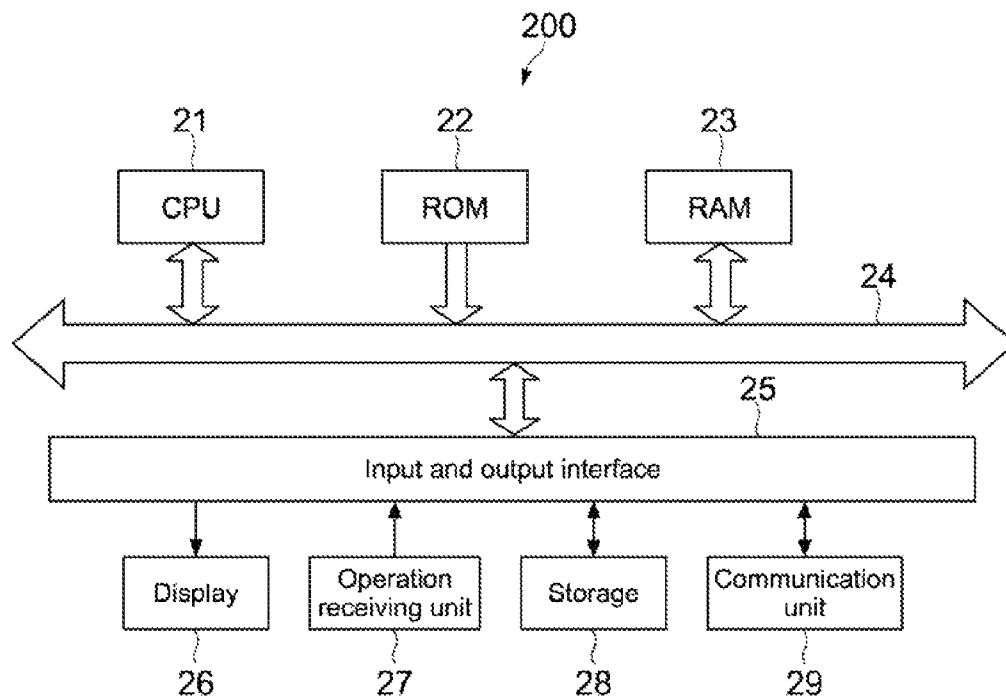 200
21
22
23
CPU
ROM
RAM
24
25
Input and output interface
Display
Operation
receiving unit
Storage
Communication
unit
26
27
28
29